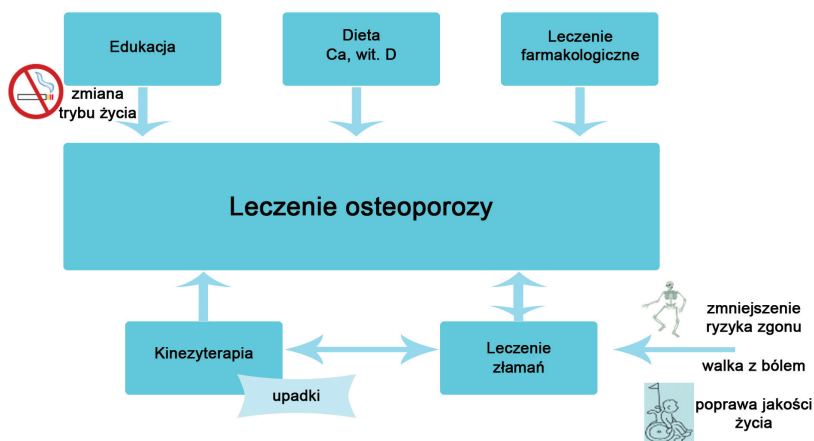 Edukacja
Dieta
Ca, wit. D
Leczenie
farmakologiczne
zmiana
trybu życia
Leczenie osteoporozy
Kinezyterapia
upadki
Leczenie
złamań
zmniejszenie
ryzyka zgonu
walka z bólem
poprawa jakości
życia